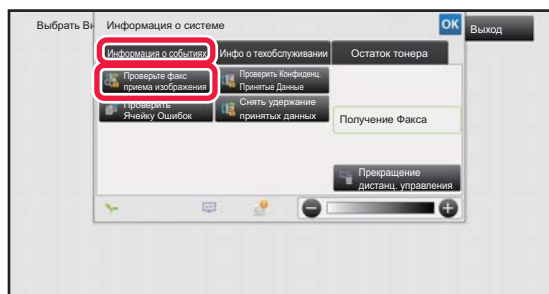 Выбрать Вн
Информация о системе
OK
Выход
Информация о событиях
Инфо о техобслуживании
Остаток тонера
Проверьте факс
приема изображения
Проверить Конфиденц.
Принятые Данные
Проверить
Ячейку Ошибок
Снять удержание
принятых данных
Получение Факса
Прекращение
дистанц. управления